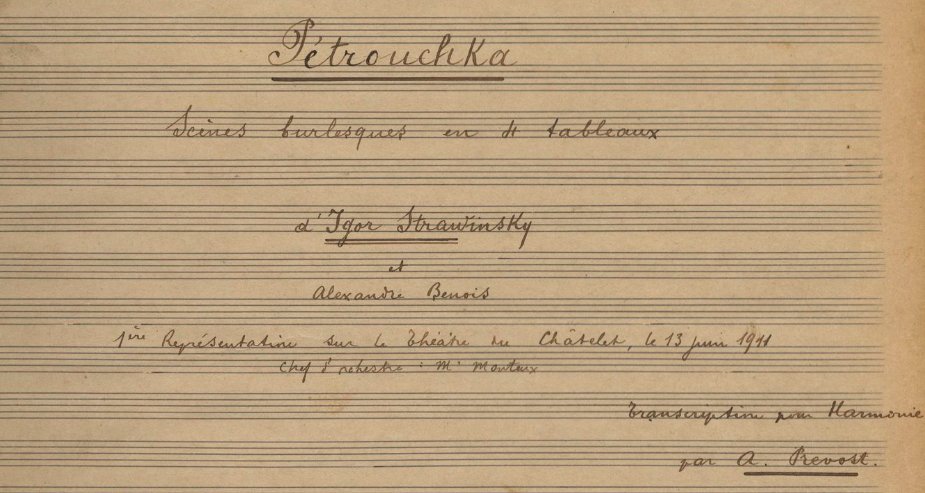 Pétrouchka
Scènes burlesques en 4 tableaux
d'Igor Strawinsky
et
Alexandre Benois
1ère Représentation sur le Théâtre du Châtelet, le 13 juin 1911
Chef d'orchestre : Mr Monteux
Transcription pour Harmonie
par A. Prevost.